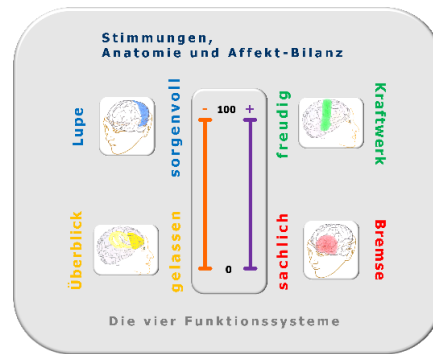 Stimmungen,
Anatomie und Affekt-Bilanz
Lupe
sorgenvoll
- 100 +
freudig
Kraftwerk
Überblick
gelassen
0
sachlich
Bremse
Die vier Funktionssysteme